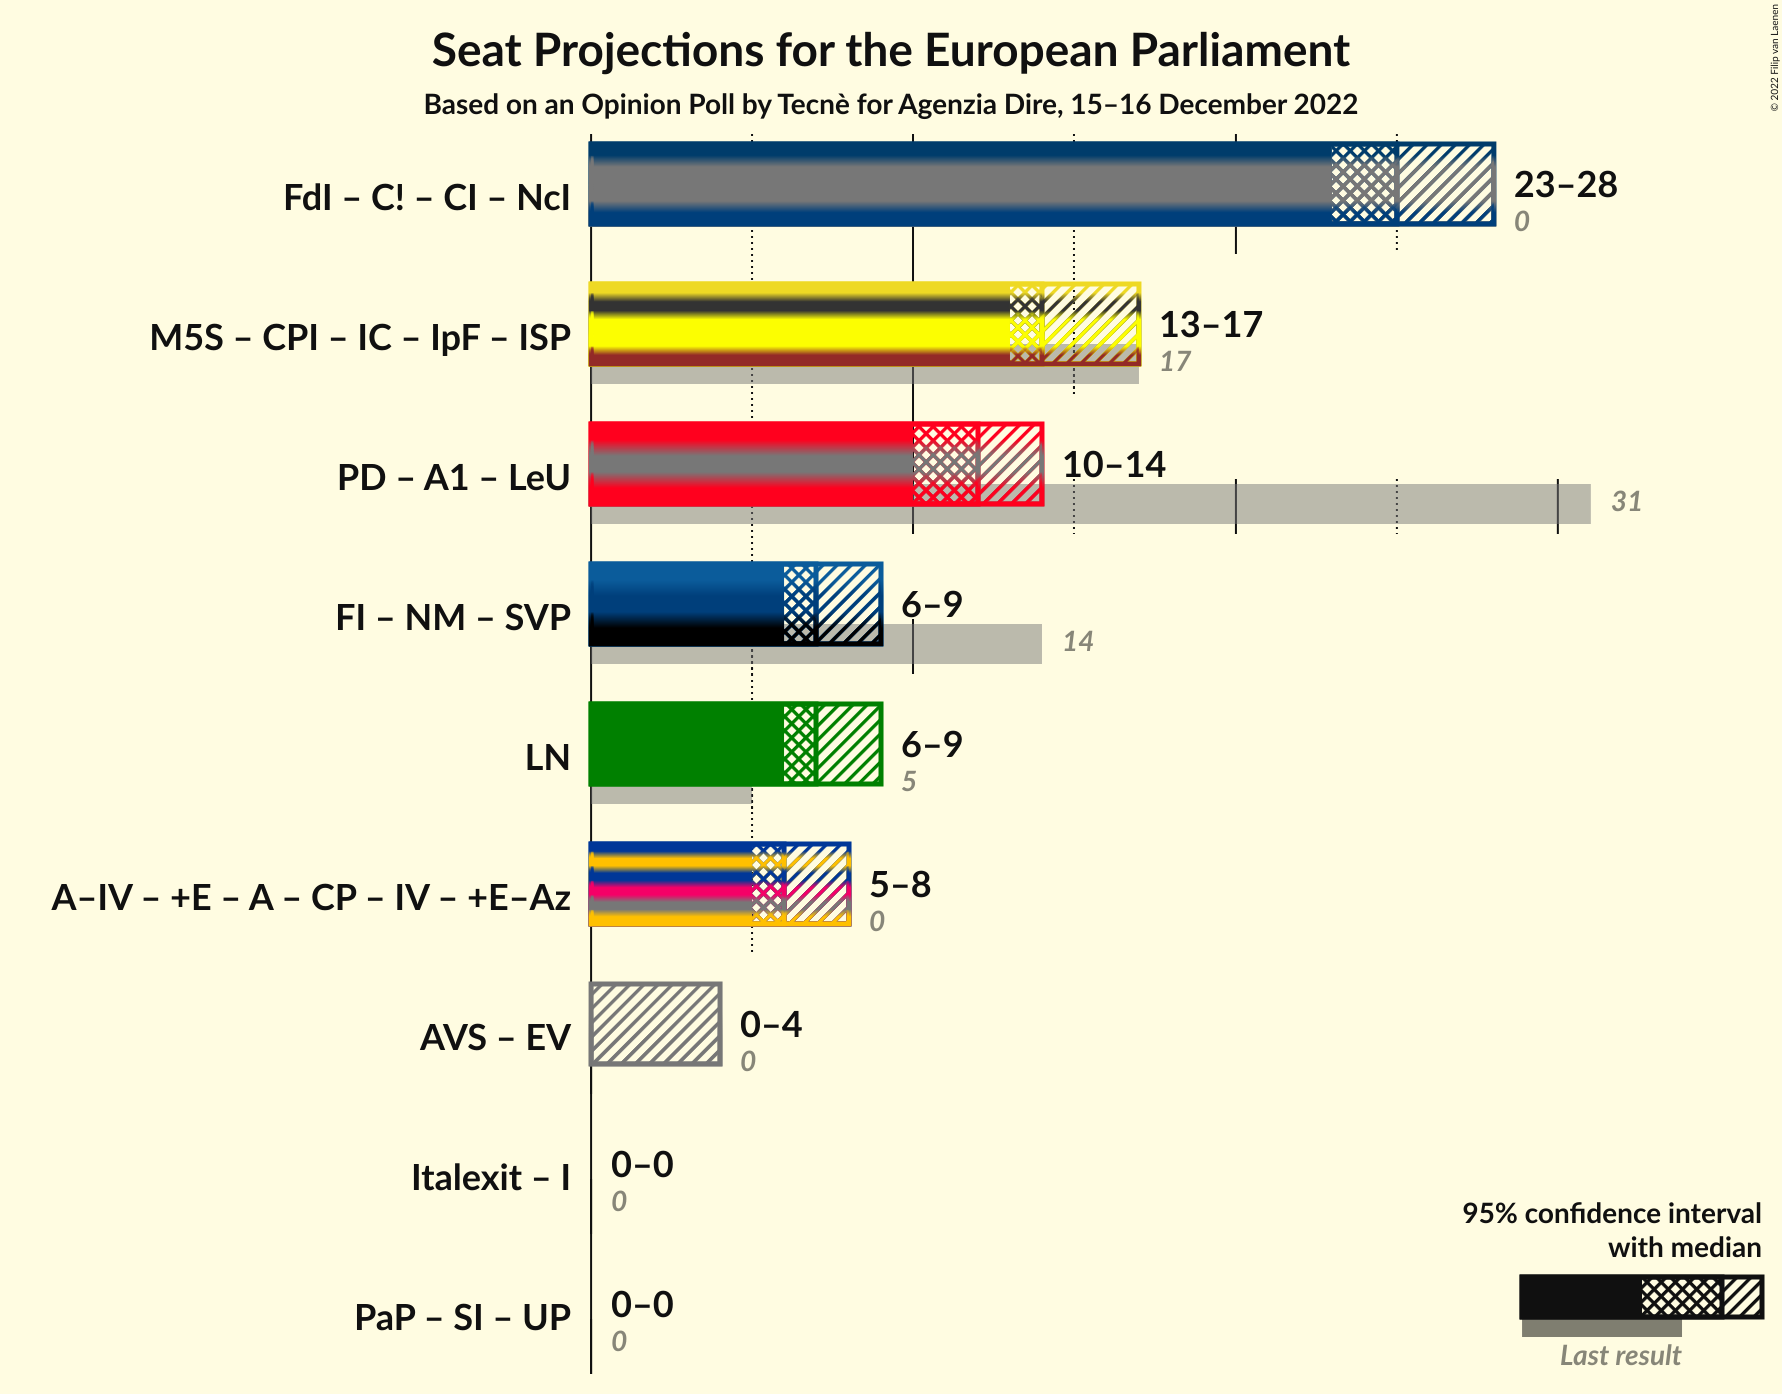 Seat Projections for the European Parliament
Based on an Opinion Poll by Tecnè for Agenzia Dire, 15–16 December 2022
© 2022 Filip van Laenen
FdI – C! – CI – NcI
23–28
0
M5S – CPI – IC – IpF – ISP
13–17
17
PD – A1 – LeU
10–14
31
FI – NM – SVP
6–9
14
LN
6–9
5
A–IV – +E – A – CP – IV – +E–Az
5–8
0
AVS – EV
0–4
0
Italexit – I
0–0
0
PaP – SI – UP
0–0
0
95% confidence interval
with median
Last result